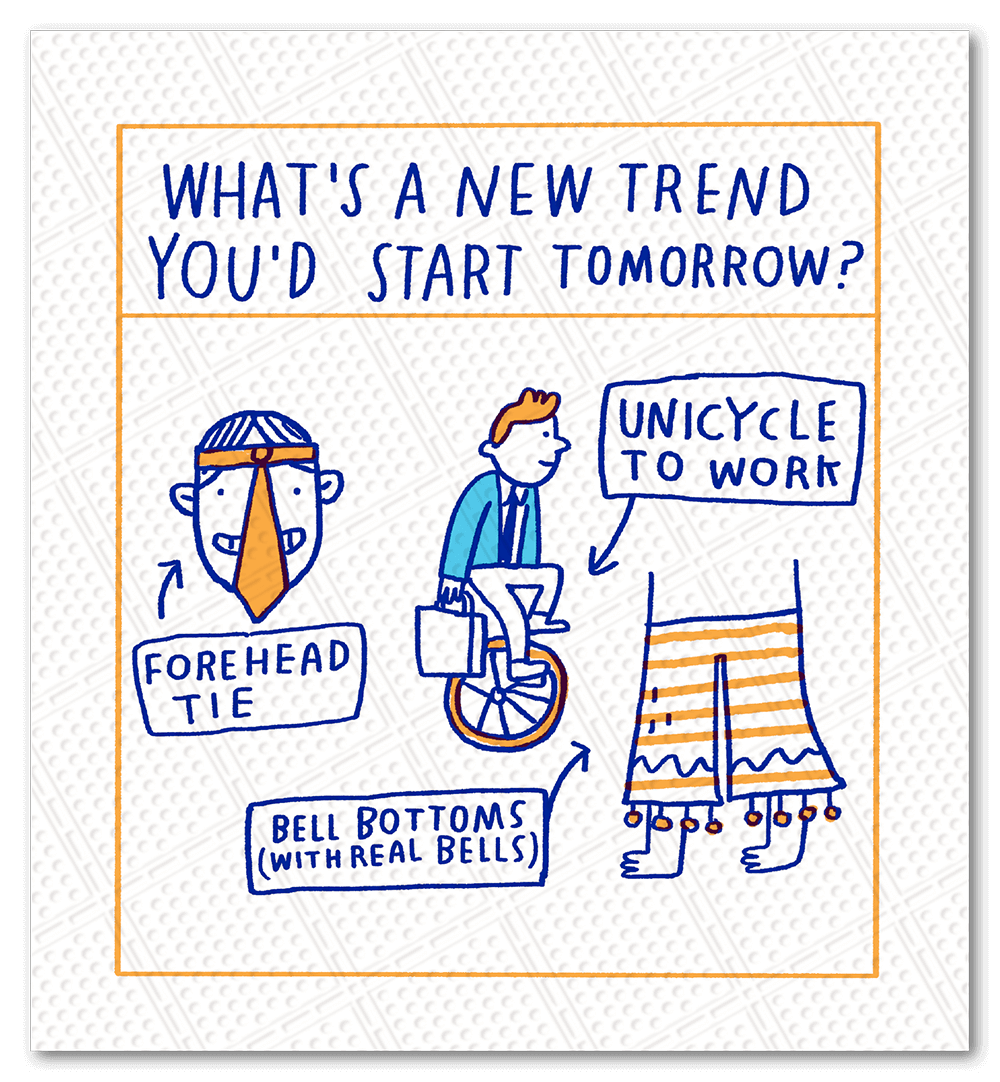 WHAT'S A NEW TREND
YOU'D START TOMORROW?
UNICYCLE
TO WORK
FOREHEAD
TIE
BELL BOTTOMS
(WITH REAL BELLS)